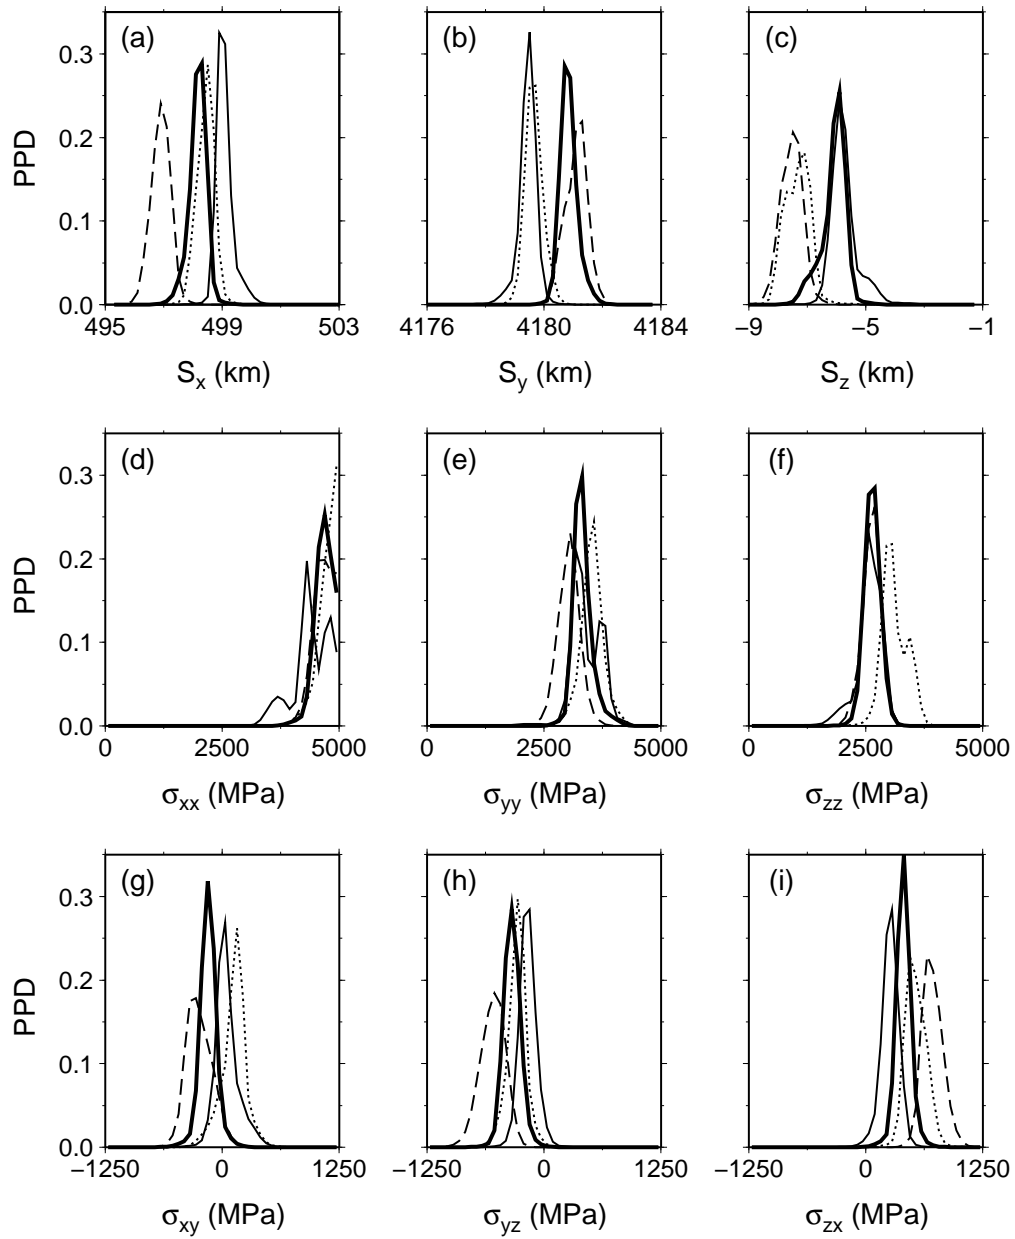 (a) (b) (c)
0.3
0.2
0.1
0.0
PPD
495 499 503 4176 4180 4184 −9 −5 −1
S_x (km) S_y (km) S_z (km)
(d) (e) (f)
0.3
0.2
0.1
0.0
PPD
0 2500 5000 0 2500 5000 0 2500 5000
σ_xx (MPa) σ_yy (MPa) σ_zz (MPa)
(g) (h) (i)
0.3
0.2
0.1
0.0
PPD
−1250 0 1250 −1250 0 1250 −1250 0 1250
σ_xy (MPa) σ_yz (MPa) σ_zx (MPa)